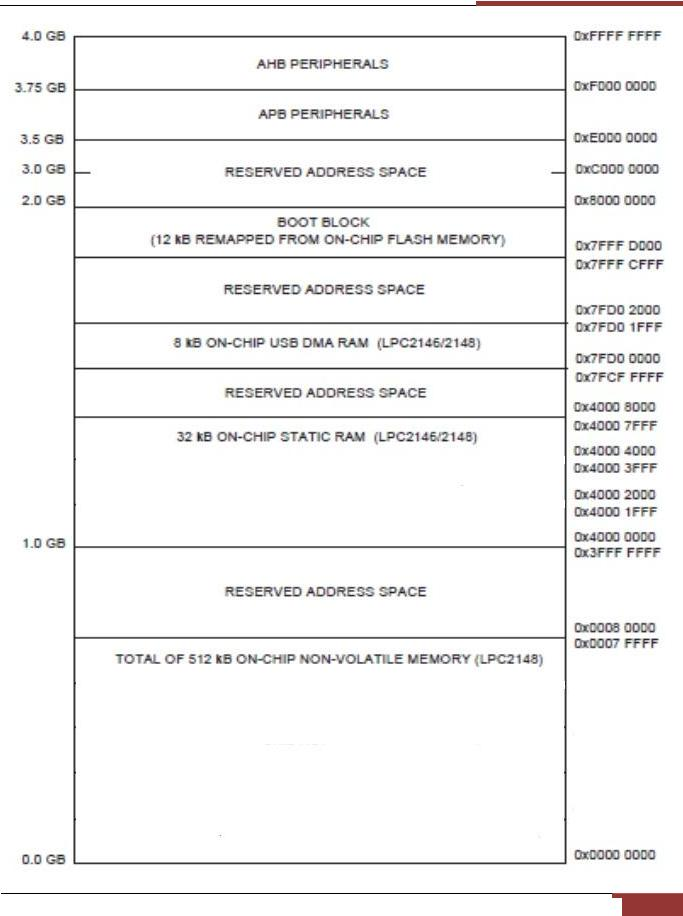 4.0 GB 0xFFFF FFFF
AHB PERIPHERALS
3.75 GB 0xF000 0000
APB PERIPHERALS
3.5 GB 0xE000 0000
3.0 GB RESERVED ADDRESS SPACE 0xC000 0000
2.0 GB 0x8000 0000
BOOT BLOCK
(12 kB REMAPPED FROM ON-CHIP FLASH MEMORY)
0x7FFF D000
0x7FFF CFFF
RESERVED ADDRESS SPACE
0x7FD0 2000
0x7FD0 1FFF
8 kB ON-CHIP USB DMA RAM (LPC2146/2148)
0x7FD0 0000
0x7FCF FFFF
RESERVED ADDRESS SPACE
0x4000 8000
0x4000 7FFF
32 kB ON-CHIP STATIC RAM (LPC2146/2148)
0x4000 4000
0x4000 3FFF
0x4000 2000
0x4000 1FFF
1.0 GB 0x4000 0000
0x3FFF FFFF
RESERVED ADDRESS SPACE
0x0008 0000
0x0007 FFFF
TOTAL OF 512 kB ON-CHIP NON-VOLATILE MEMORY (LPC2148)
0.0 GB 0x0000 0000